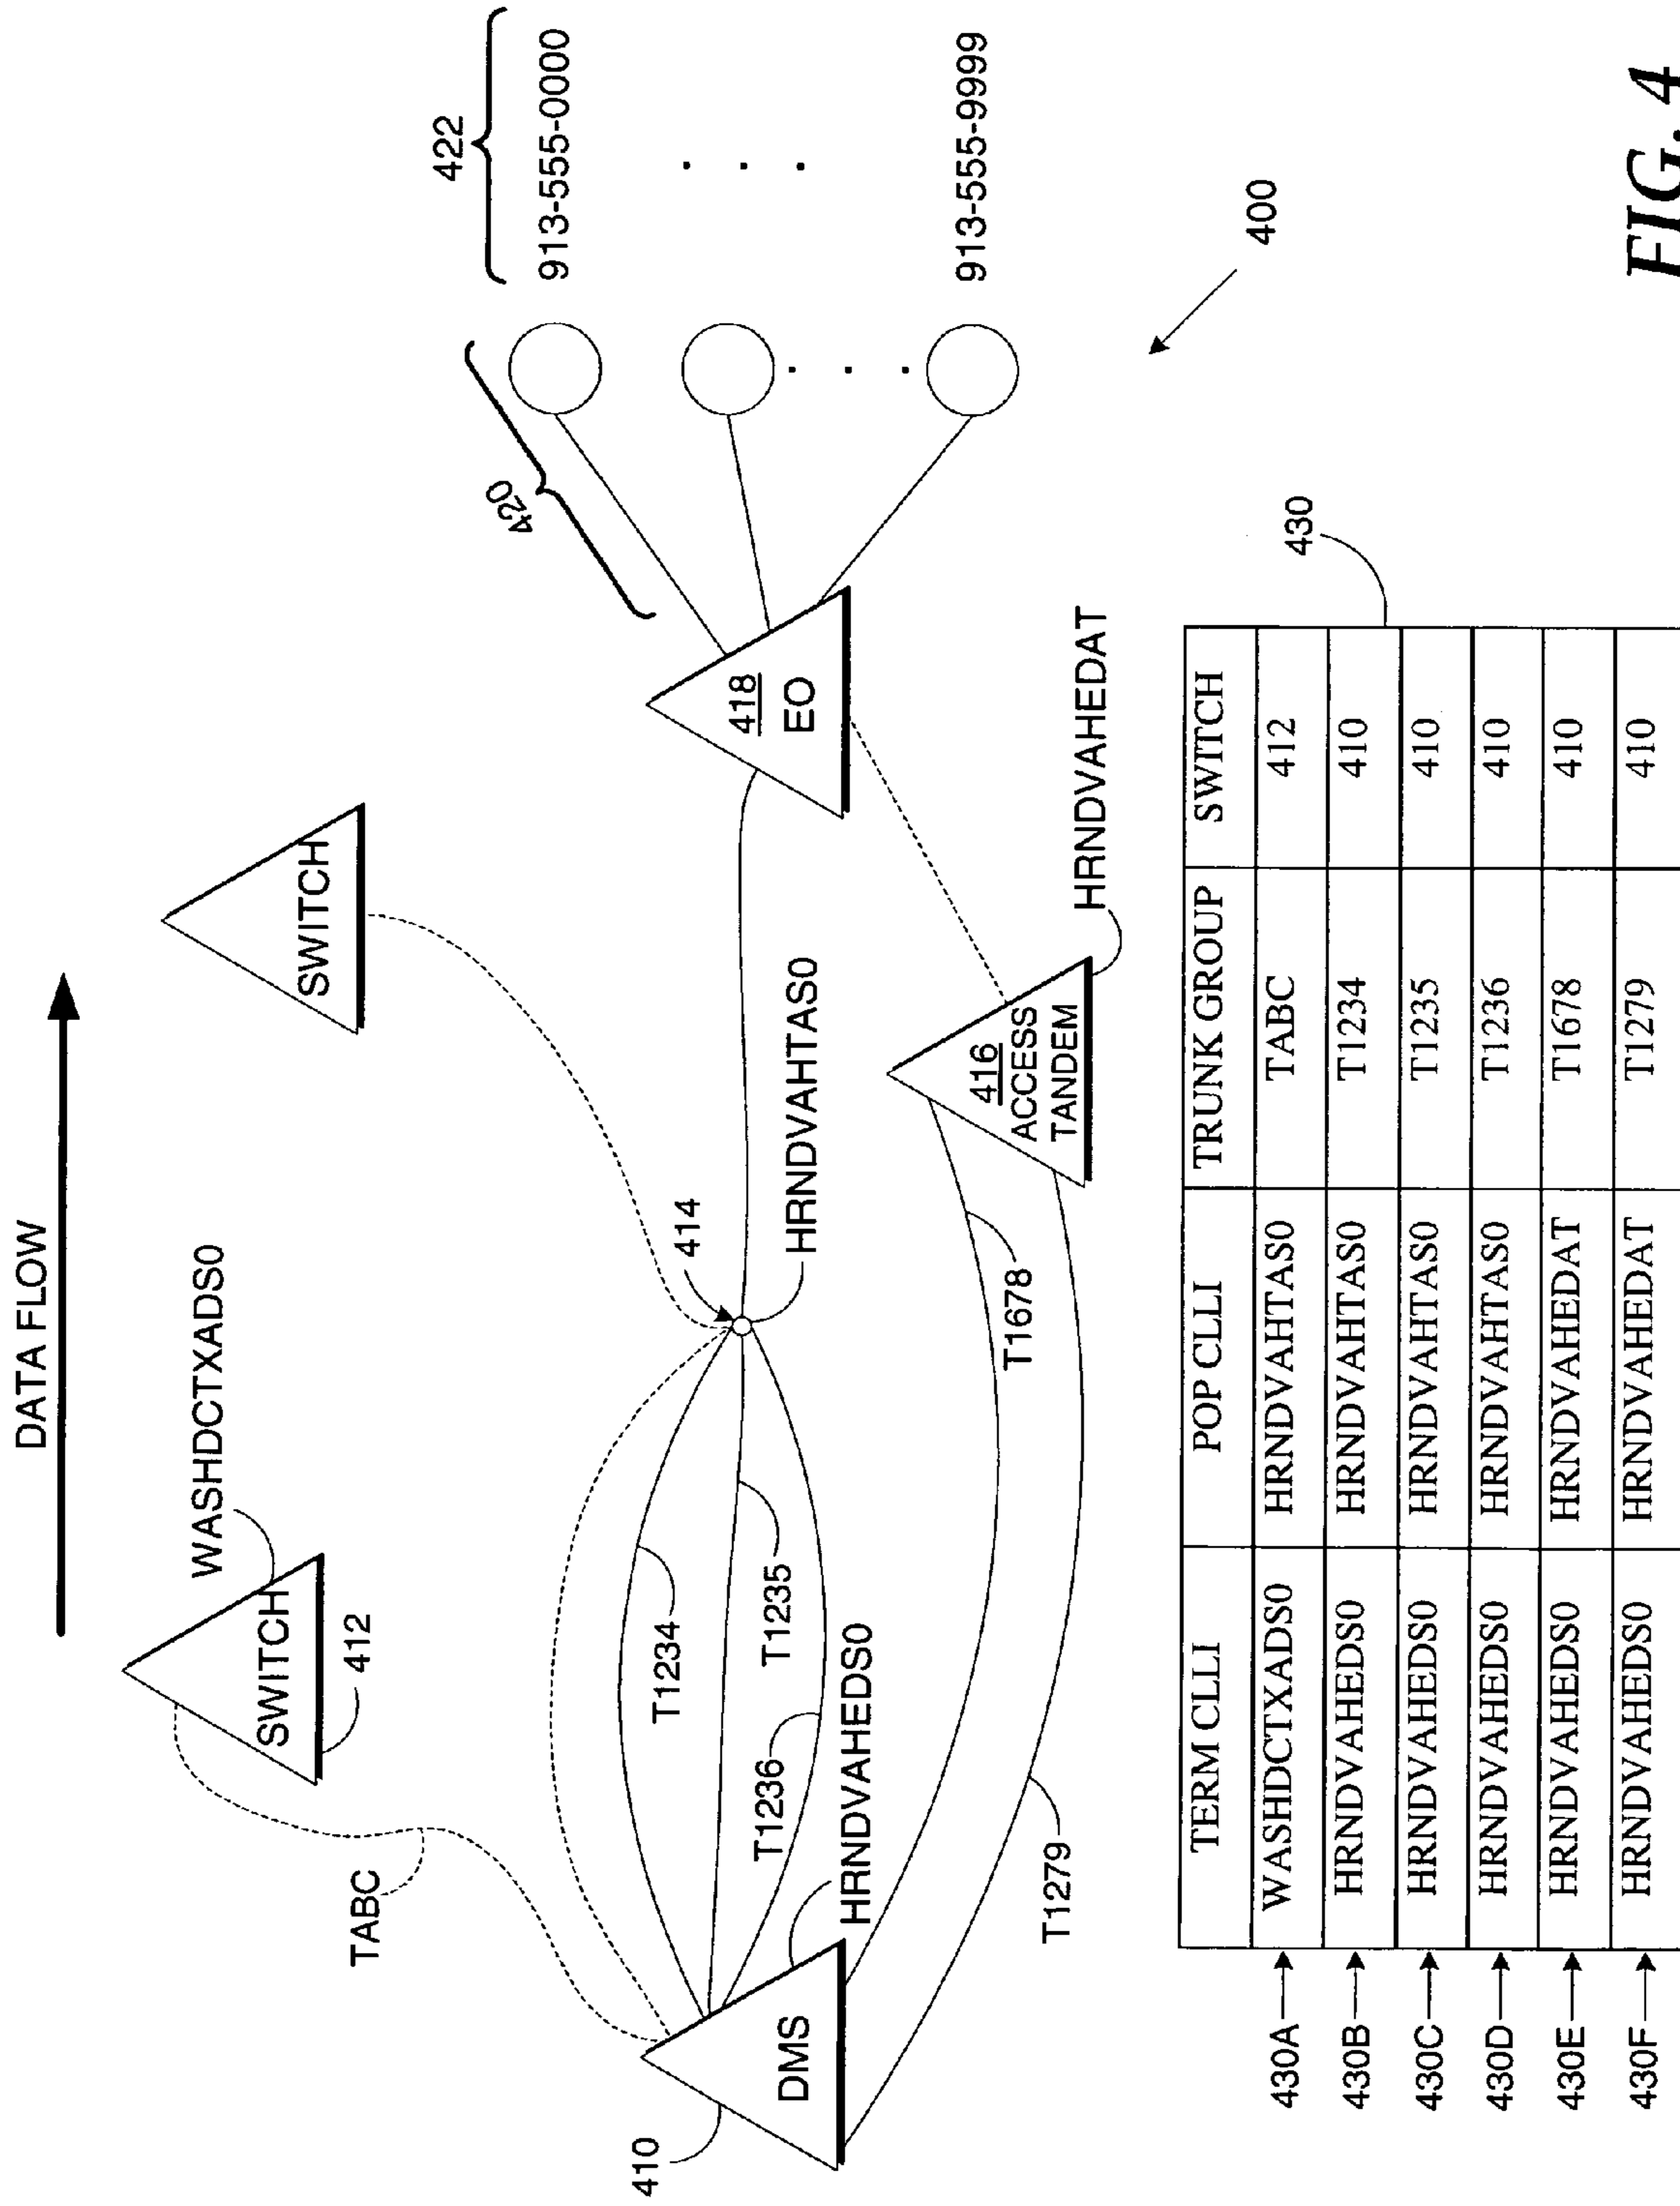 DATA FLOW
WASHDCTXADS0
SWITCH
412
SWITCH
TABC
422
913-555-0000
. . .
913-555-9999
420
400
T1234
T1235
T1236
414
HRNDVAHTAS0
418
EO
410
DMS
HRNDVAHEDS0
T1678
T1279
416
ACCESS
TANDEM
HRNDVAHEDAT
430
TERM CLLI POP CLLI TRUNK GROUP SWITCH
430A WASHDCTXADS0 HRNDVAHTAS0 TABC 412
430B HRNDVAHEDS0 HRNDVAHTAS0 T1234 410
430C HRNDVAHEDS0 HRNDVAHTAS0 T1235 410
430D HRNDVAHEDS0 HRNDVAHTAS0 T1236 410
430E HRNDVAHEDS0 HRNDVAHEDAT T1678 410
430F HRNDVAHEDS0 HRNDVAHEDAT T1279 410
FIG. 4